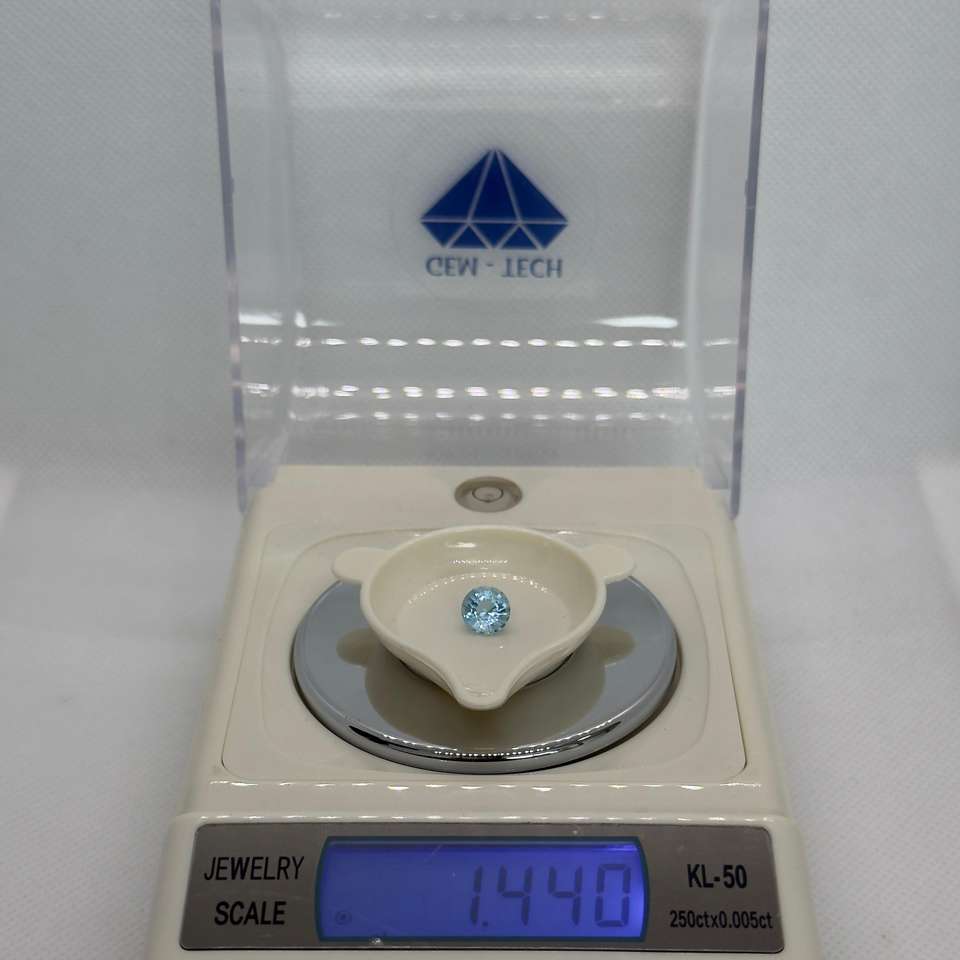 GEM - TECH
JEWELRY
SCALE
1.440
KL-50
250ctx0.005ct